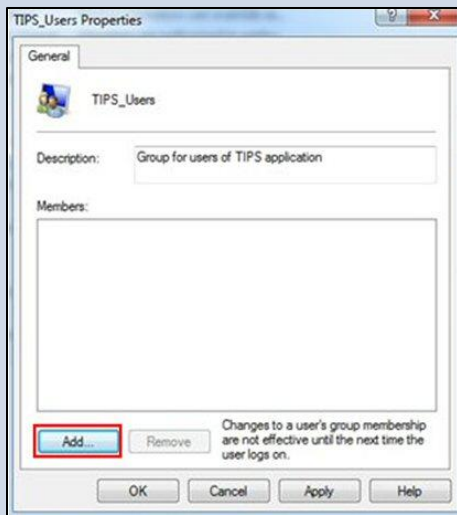 TIPS_Users Properties
General
TIPS_Users
Description:
Group for users of TIPS application
Members:
Add...
Remove
Changes to a user's group membership
are not effective until the next time the
user logs on.
OK
Cancel
Apply
Help